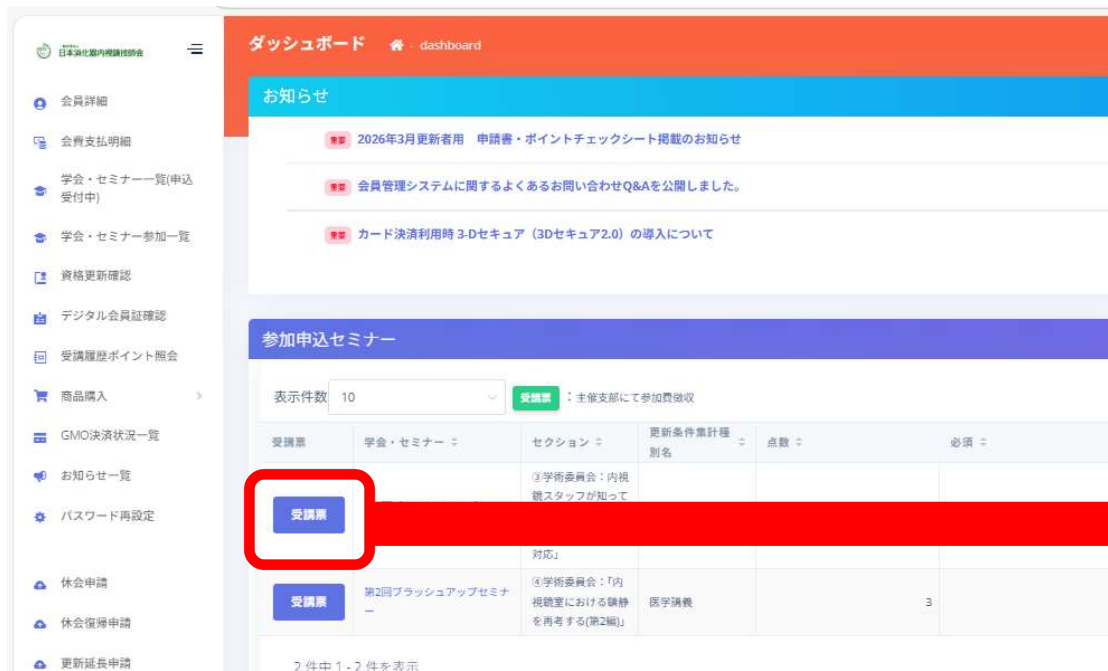 日本消化器内視鏡技師会
ダッシュボード - dashboard
会員詳細
会費支払明細
学会・セミナー一覧(申込
受付中)
学会・セミナー参加一覧
資格更新確認
デジタル会員証確認
受講履歴ポイント照会
商品購入
GMO決済状況一覧
お知らせ一覧
パスワード再設定
休会申請
休会復帰申請
更新延長申請
お知らせ
重要 2026年3月更新者用 申請書・ポイントチェックシート掲載のお知らせ
重要 会員管理システムに関するよくあるお問い合わせQ&Aを公開しました。
重要 カード決済利用時 3-Dセキュア（3Dセキュア2.0）の導入について
参加申込セミナー
表示件数 10 受講票 ：主催支部にて参加費徴収
受講票 学会・セミナー セクション 更新条件集計種 点数 必須
別名
③学術委員会：内視
鏡スタッフが知って
受講票
対応」
受講票 第2回ブラッシュアップセミナ
ー
④学術委員会：「内
視鏡室における鎮静
を再考する(第2編)」
医学講義 3
2 件中 1 - 2 件を表示